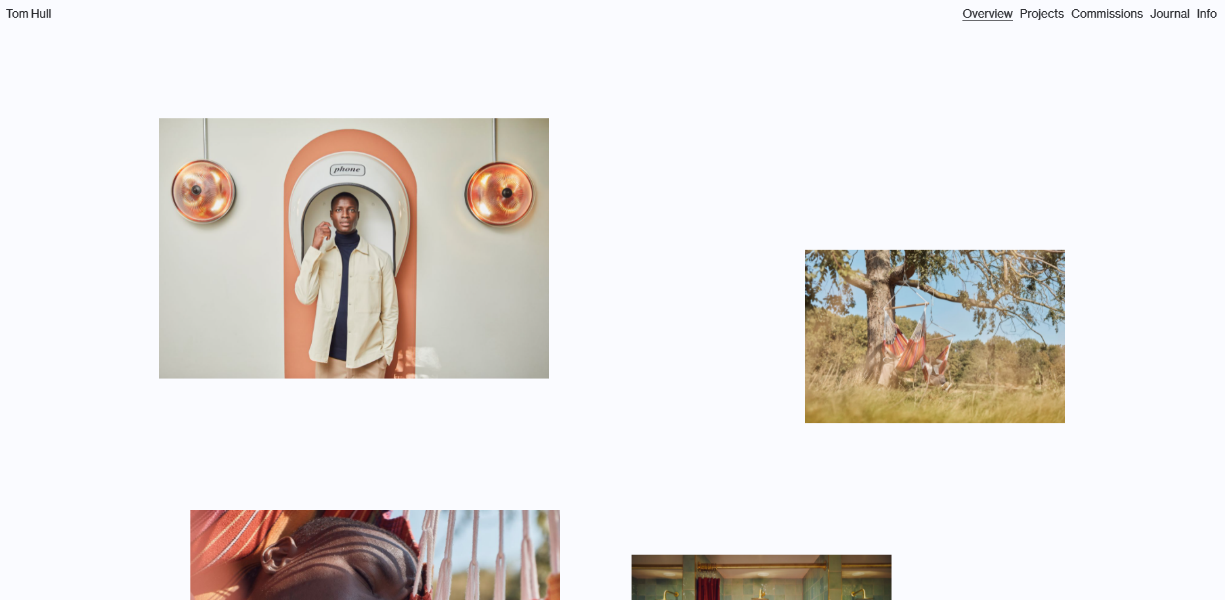 Tom Hull
Overview Projects Commissions Journal Info
phone